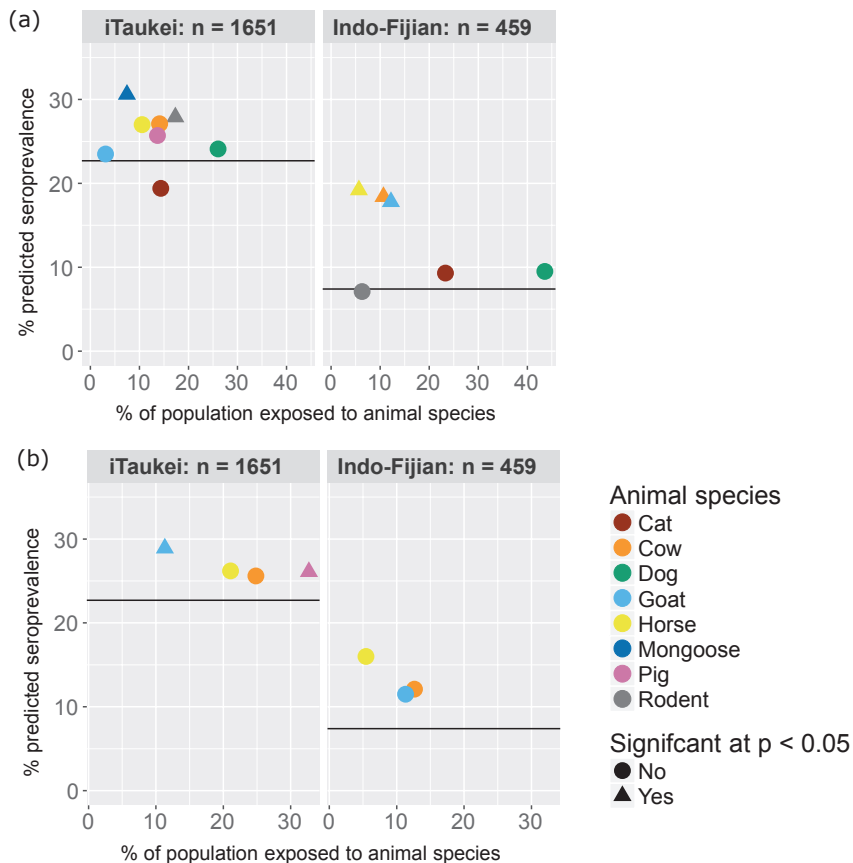 (a)
iTaukei: n = 1651
Indo-Fijian: n = 459
% predicted seroprevalence
30
20
10
0
0 10 20 30 40
0 10 20 30 40
% of population exposed to animal species
(b)
iTaukei: n = 1651
Indo-Fijian: n = 459
% predicted seroprevalence
30
20
10
0
0 10 20 30
0 10 20 30
% of population exposed to animal species
Animal species
Cat
Cow
Dog
Goat
Horse
Mongoose
Pig
Rodent
Signifcant at p < 0.05
No
Yes